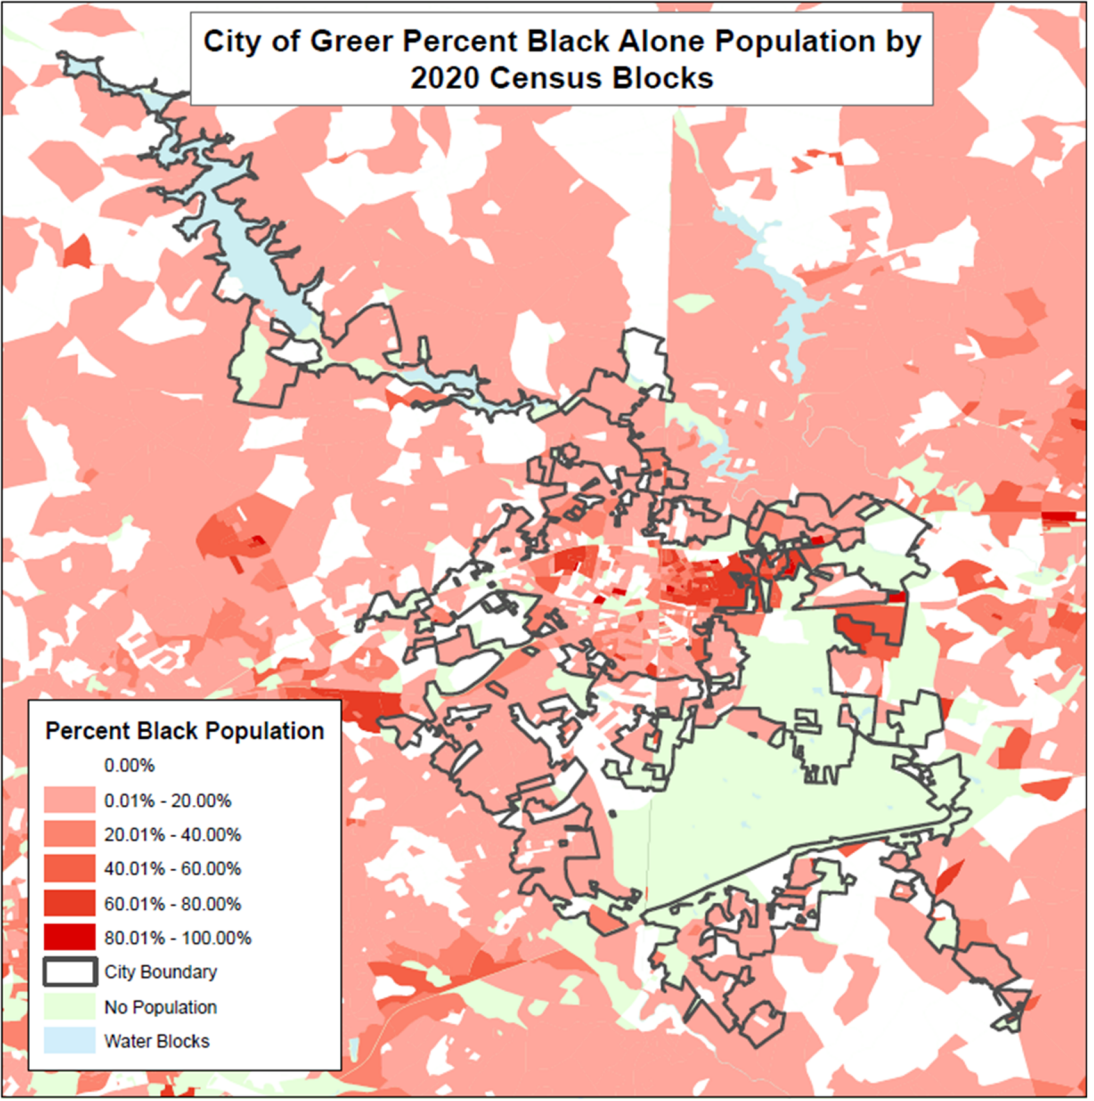 City of Greer Percent Black Alone Population by
2020 Census Blocks
Percent Black Population
0.00%
0.01% - 20.00%
20.01% - 40.00%
40.01% - 60.00%
60.01% - 80.00%
80.01% - 100.00%
City Boundary
No Population
Water Blocks